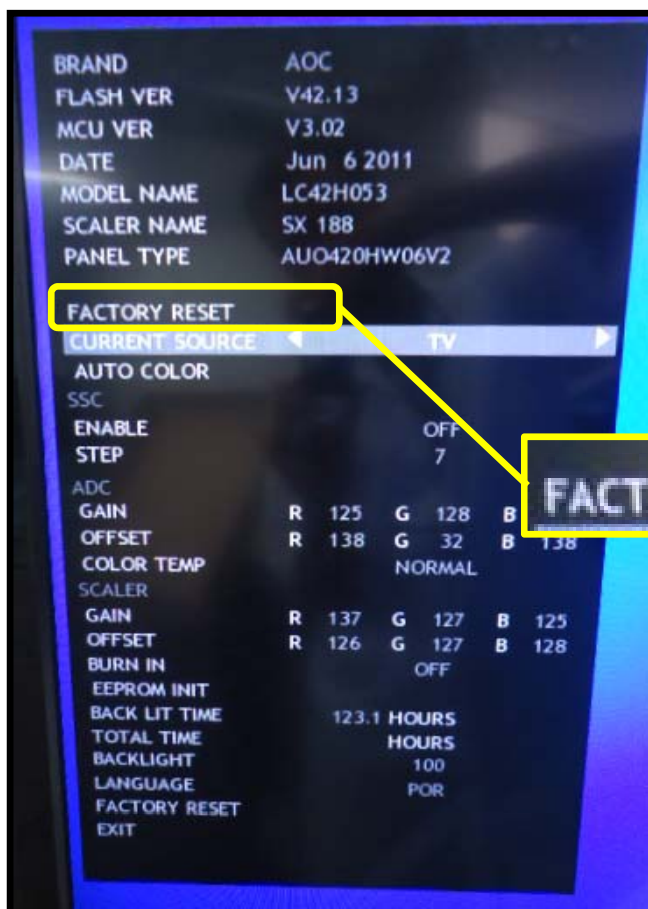 BRAND AOC
FLASH VER V42.13
MCU VER V3.02
DATE Jun 6 2011
MODEL NAME LC42H053
SCALER NAME SX 188
PANEL TYPE AUO420HW06V2
FACTORY RESET
CURRENT SOURCE TV
AUTO COLOR
SSC
ENABLE OFF
STEP 7
FACT
ADC
GAIN R 125 G 128 B
OFFSET R 138 G 32 B 138
COLOR TEMP NORMAL
SCALER
GAIN R 137 G 127 B 125
OFFSET R 126 G 127 B 128
BURN IN OFF
EEPROM INIT
BACK LIT TIME 123.1 HOURS
TOTAL TIME HOURS
BACKLIGHT 100
LANGUAGE POR
FACTORY RESET
EXIT